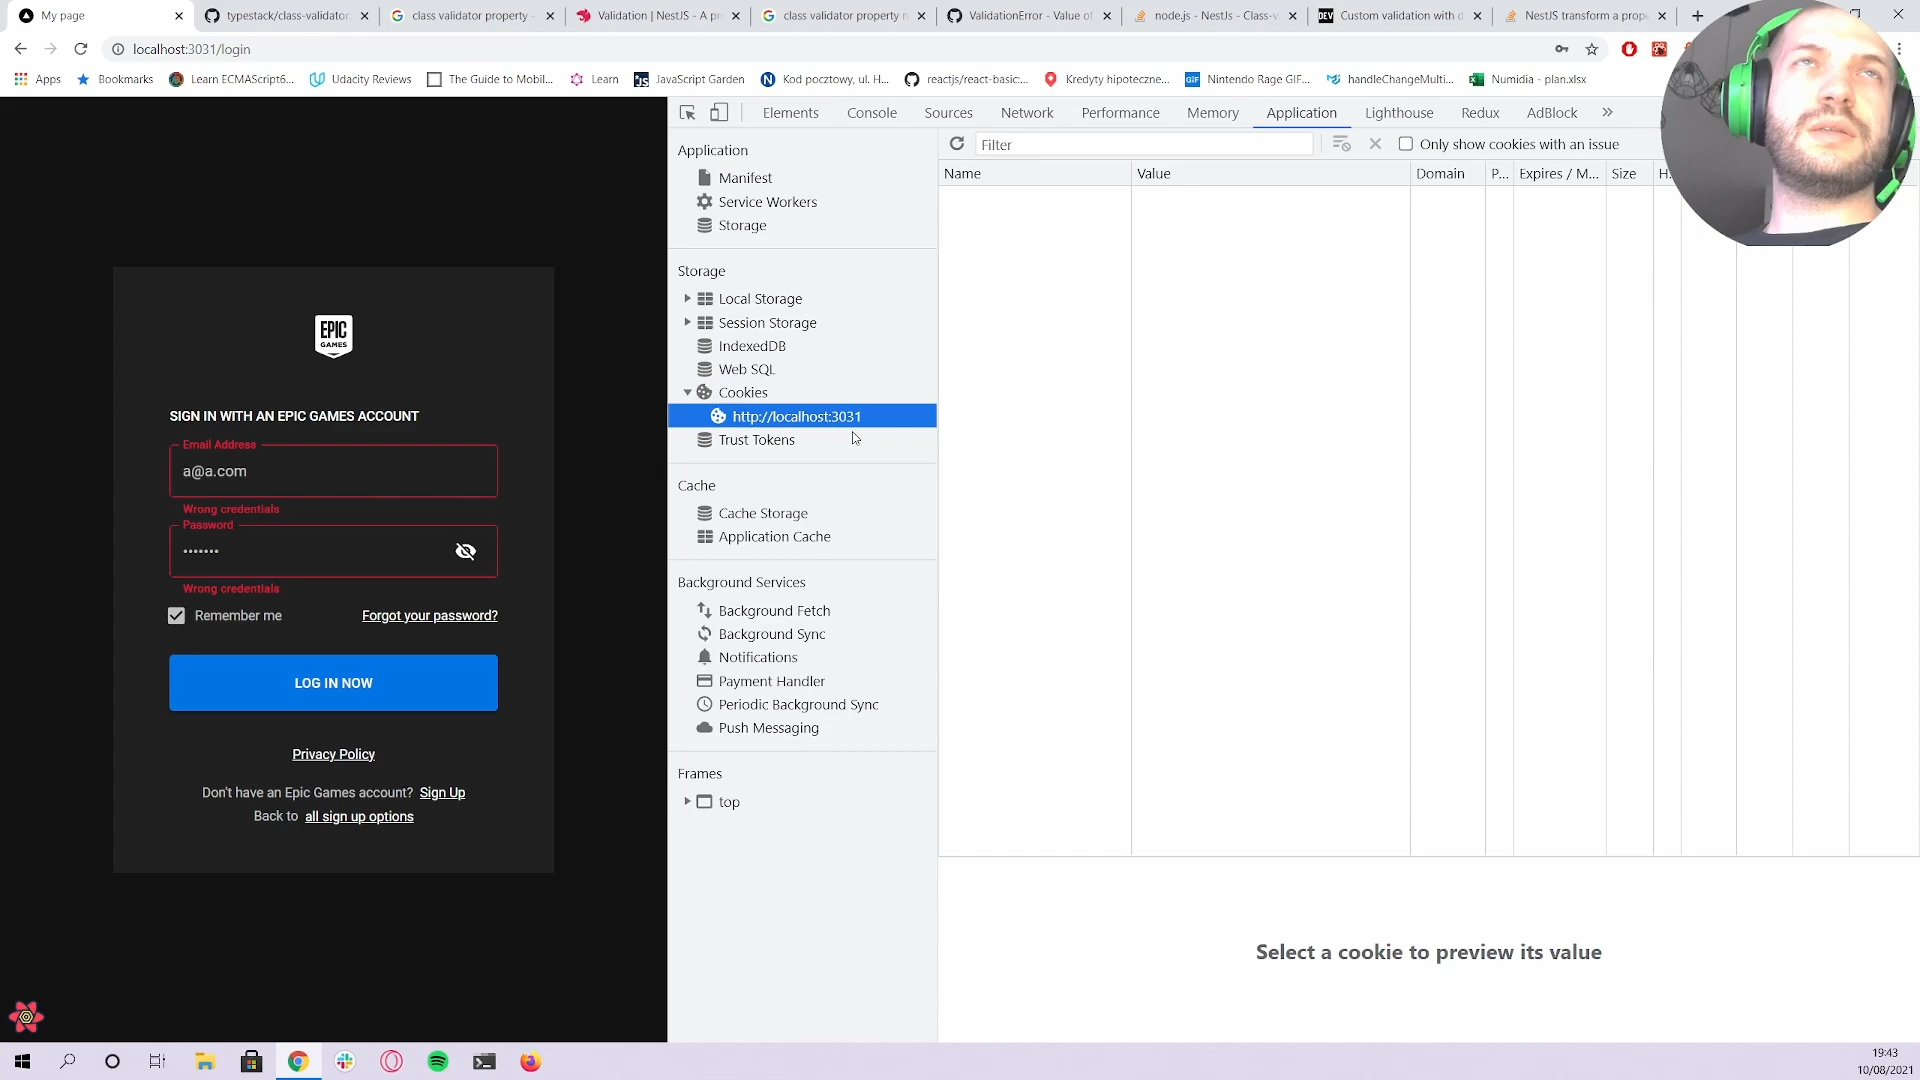 My page
typestack/class-validator:
class validator property -
Validation | NestJS - A pr
class validator property n
ValidationError - Value of
node.js - NestJs - Class-v
DEV
Custom validation with d
NestJS transform a prope
localhost:3031/login
Apps
Bookmarks
Learn ECMAScript6...
Udacity Reviews
The Guide to Mobil...
Learn
JS
JavaScript Garden
N
Kod pocztowy, ul. H...
reactjs/react-basic:...
Kredyty hipoteczne...
GIF
Nintendo Rage GIF...
handleChangeMulti...
Numidia - plan.xlsx
Elements
Console
Sources
Network
Performance
Memory
Application
Lighthouse
Redux
AdBlock
»
Filter
Only show cookies with an issue
Name
Value
Domain
P...
Expires / M...
Size
H.
Application
Manifest
Service Workers
Storage
Storage
Local Storage
Session Storage
IndexedDB
Web SQL
Cookies
http://localhost:3031
Trust Tokens
Cache
Cache Storage
Application Cache
Background Services
Background Fetch
Background Sync
Notifications
Payment Handler
Periodic Background Sync
Push Messaging
Frames
top
EPIC
GAMES
SIGN IN WITH AN EPIC GAMES ACCOUNT
Email Address
a@a.com
Wrong credentials
Password
•••••••
Wrong credentials
Remember me
Forgot your password?
LOG IN NOW
Privacy Policy
Don't have an Epic Games account? Sign Up
Back to all sign up options
Select a cookie to preview its value
19:43
10/08/2021